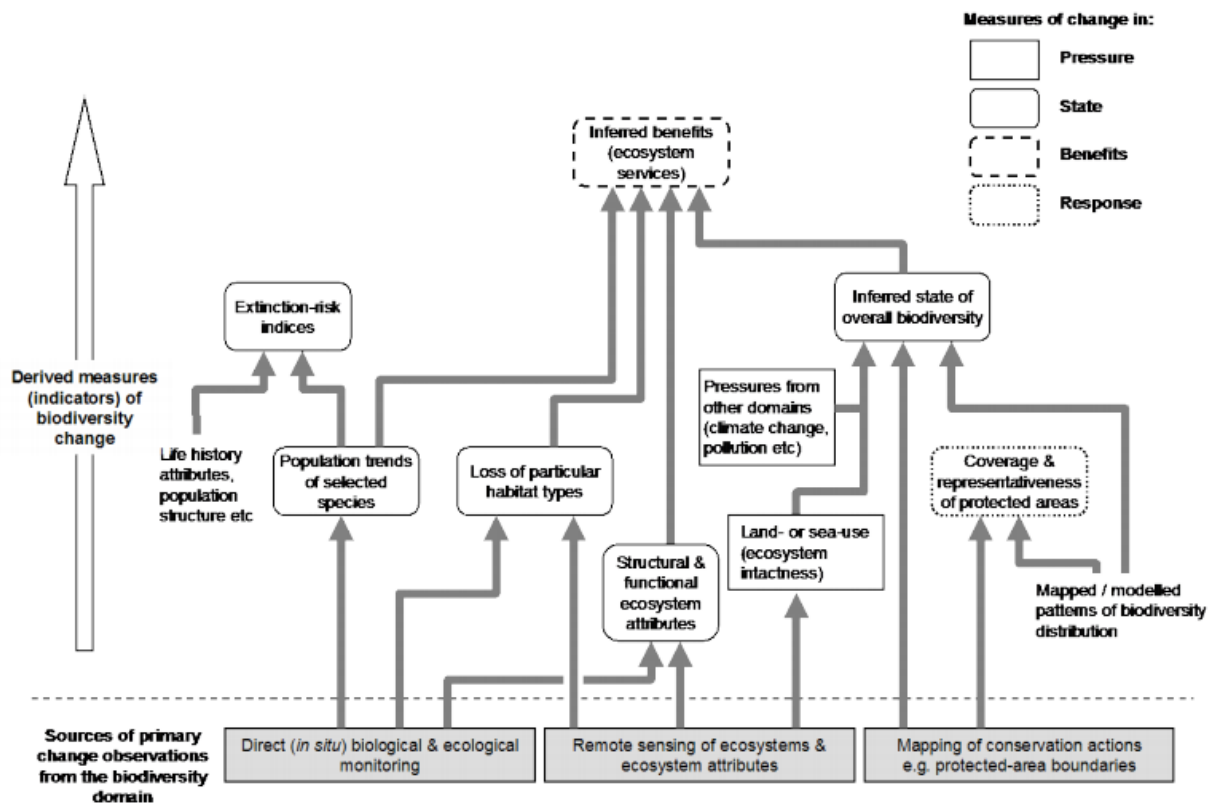 Measures of change in:
Pressure
State
Benefits
Response
Inferred benefits
(ecosystem
services)
Extinction-risk
indices
Inferred state of
overall biodiversity
Derived measures
(indicators) of
biodiversity
change
Pressures from
other domains
(climate change,
pollution etc)
Life history
attributes,
population
structure etc
Population trends
of selected
species
Loss of particular
habitat types
Coverage &
representativeness
of protected areas
Structural &
functional
ecosystem
attributes
Land- or sea-use
(ecosystem
intactness)
Mapped / modelled
patterns of biodiversity
distribution
Sources of primary
change observations
from the biodiversity
domain
Direct (in situ) biological & ecological
monitoring
Remote sensing of ecosystems &
ecosystem attributes
Mapping of conservation actions
e.g. protected-area boundaries